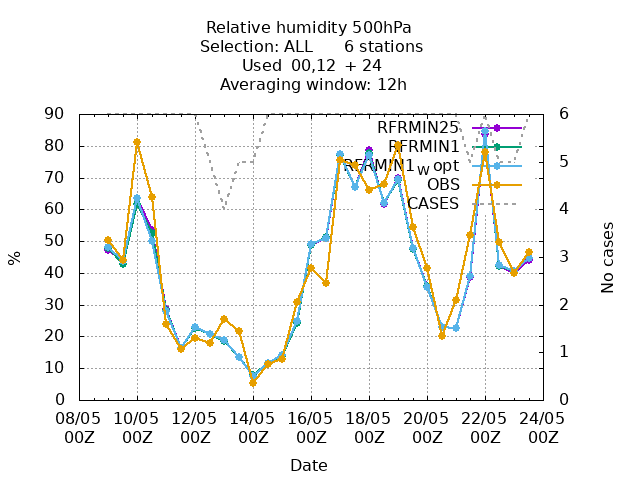 Relative humidity 500hPa
Selection: ALL 6 stations
Used 00,12 + 24
Averaging window: 12h
RFRMIN25
RFRMIN1
RFRMIN1_W opt
OBS
CASES
90
80
70
60
50
40
30
20
10
0
%
6
5
4
3
2
1
0
No cases
08/05 10/05 12/05 14/05 16/05 18/05 20/05 22/05 24/05
00Z 00Z 00Z 00Z 00Z 00Z 00Z 00Z 00Z
Date